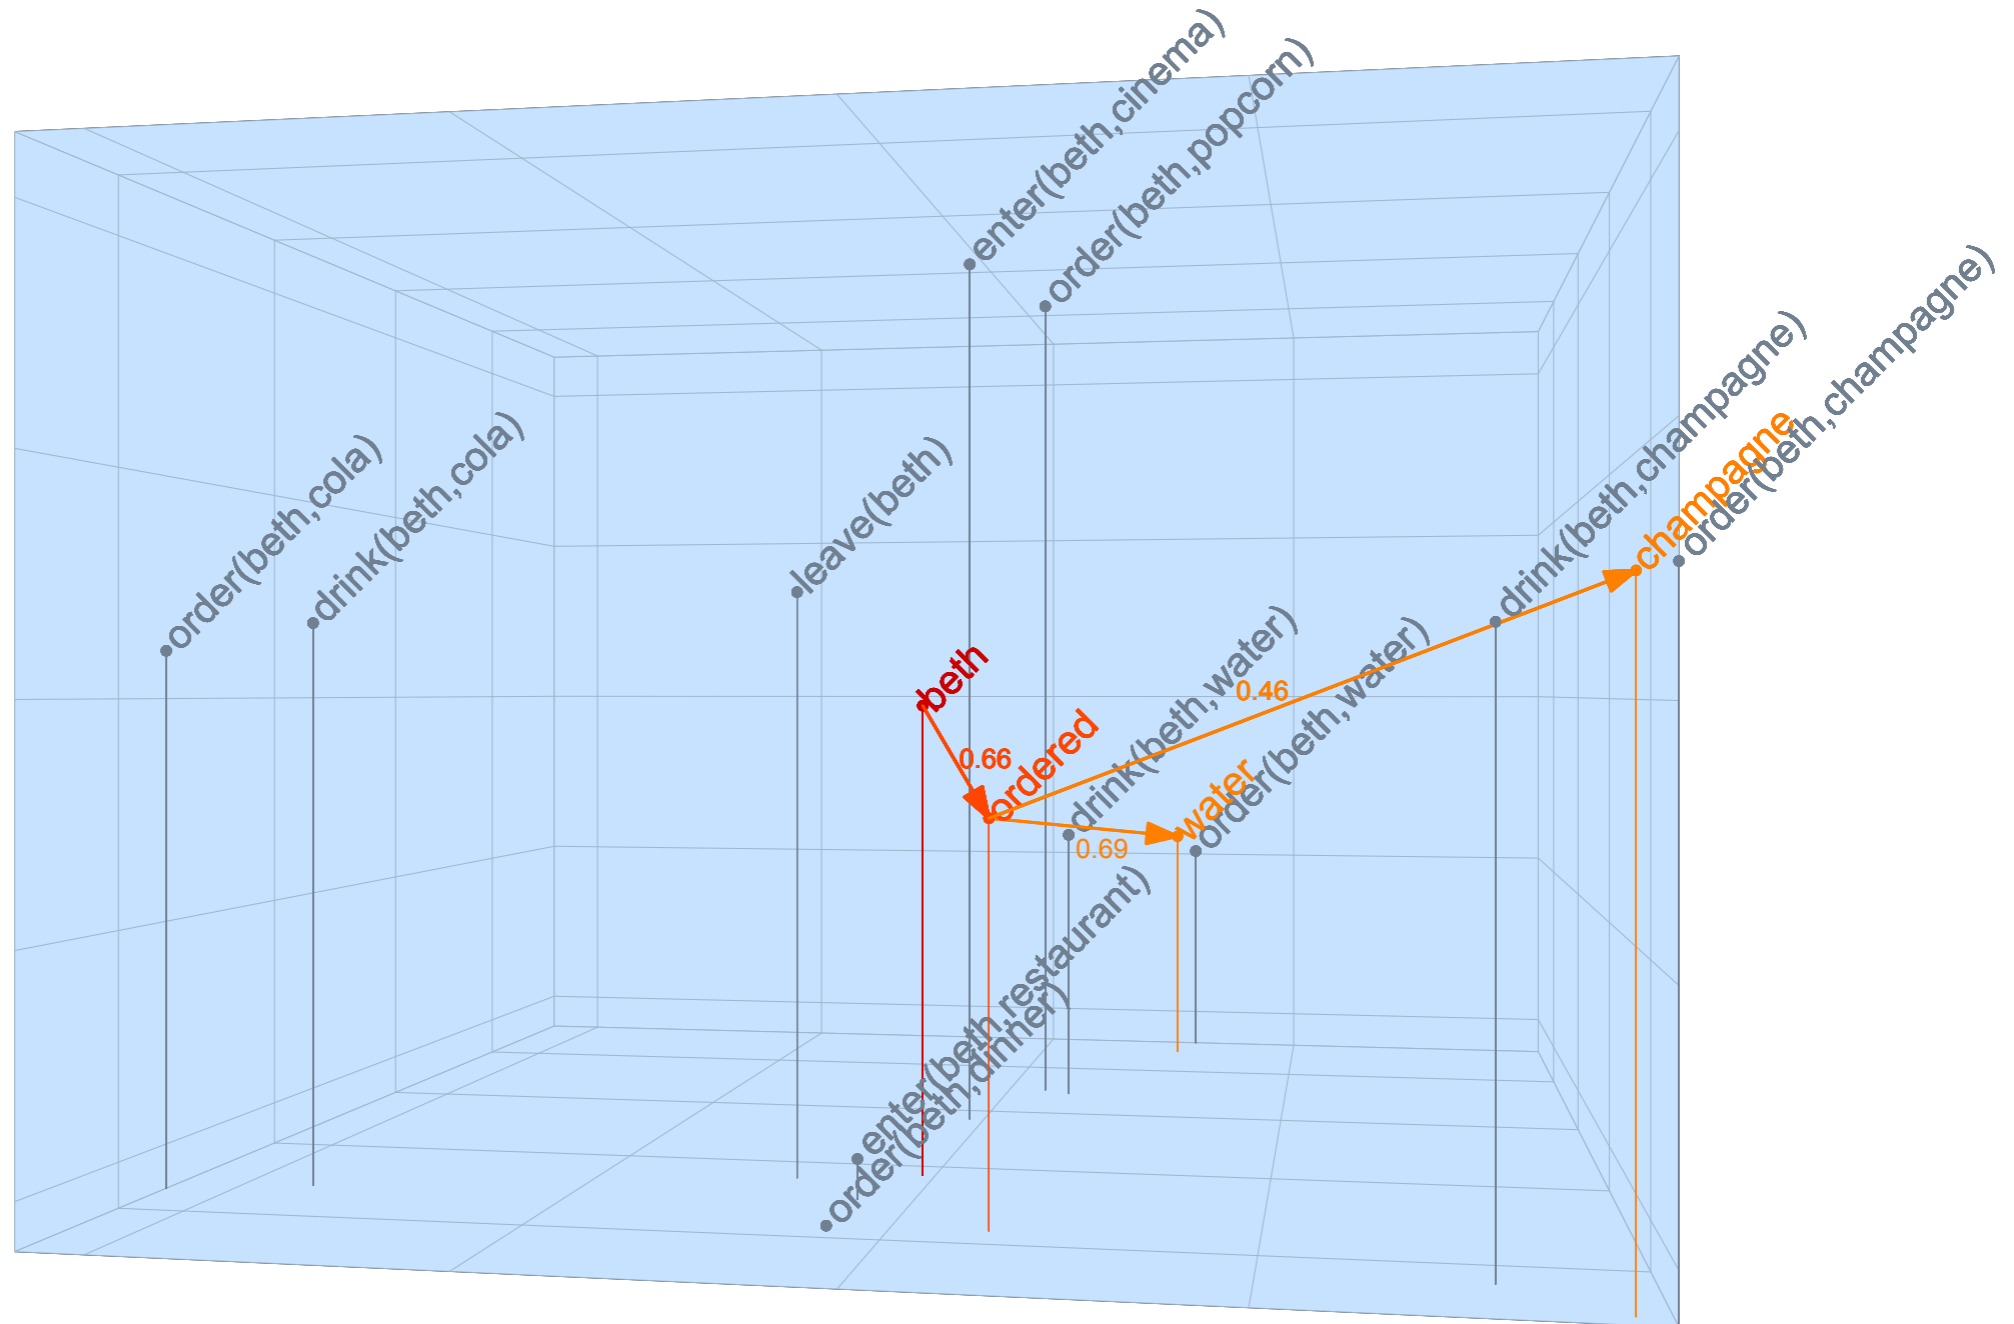 enter(beth,cinema)
order(beth,popcorn)
order(beth,champagne)
drink(beth,champagne)
champagne
order(beth,cola)
drink(beth,cola)
leave(beth)
beth
0.66
ordered
0.46
drink(beth,water)
order(beth,water)
water
0.69
enter(beth,restaurant)
order(beth,dinner)